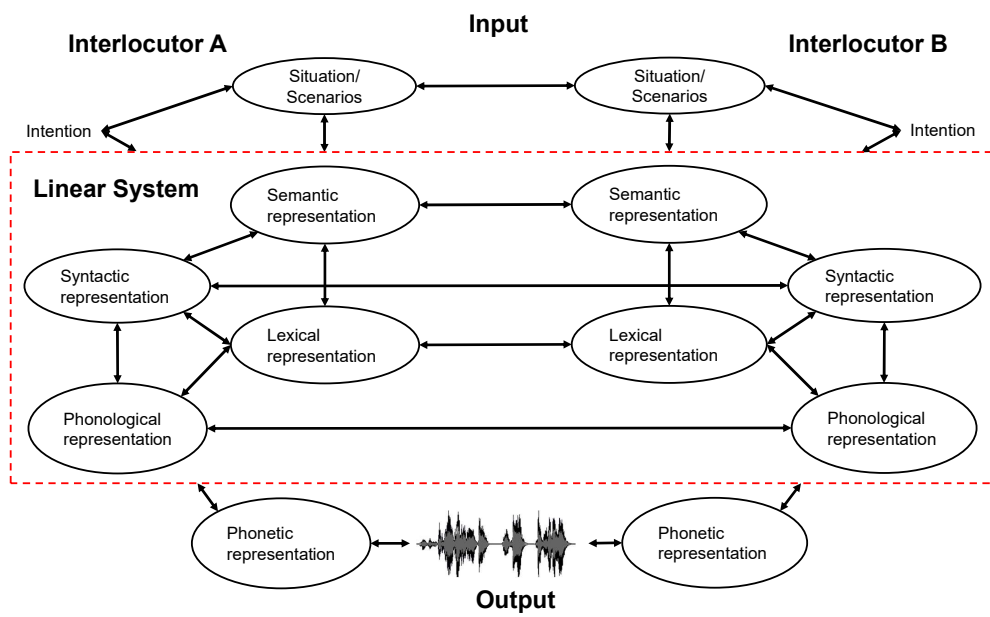 Input
Interlocutor A
Interlocutor B
Situation/
Scenarios
Situation/
Scenarios
Intention
Intention
Linear System
Semantic
representation
Semantic
representation
Syntactic
representation
Syntactic
representation
Lexical
representation
Lexical
representation
Phonological
representation
Phonological
representation
Phonetic
representation
Phonetic
representation
Output